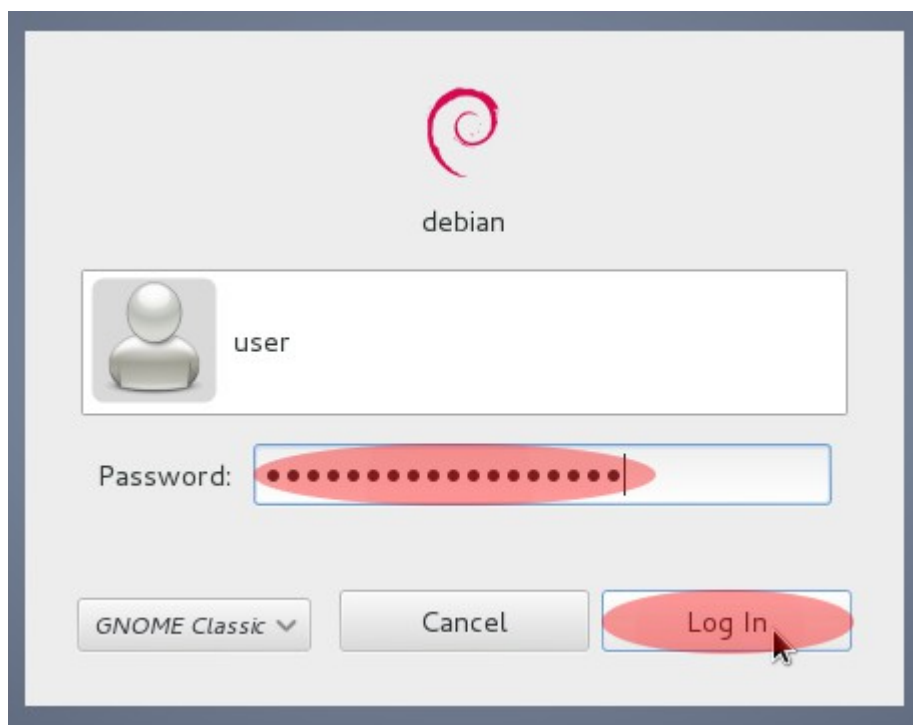 debian
user
Password: ••••••••••••••••••
GNOME Classic Cancel Log In